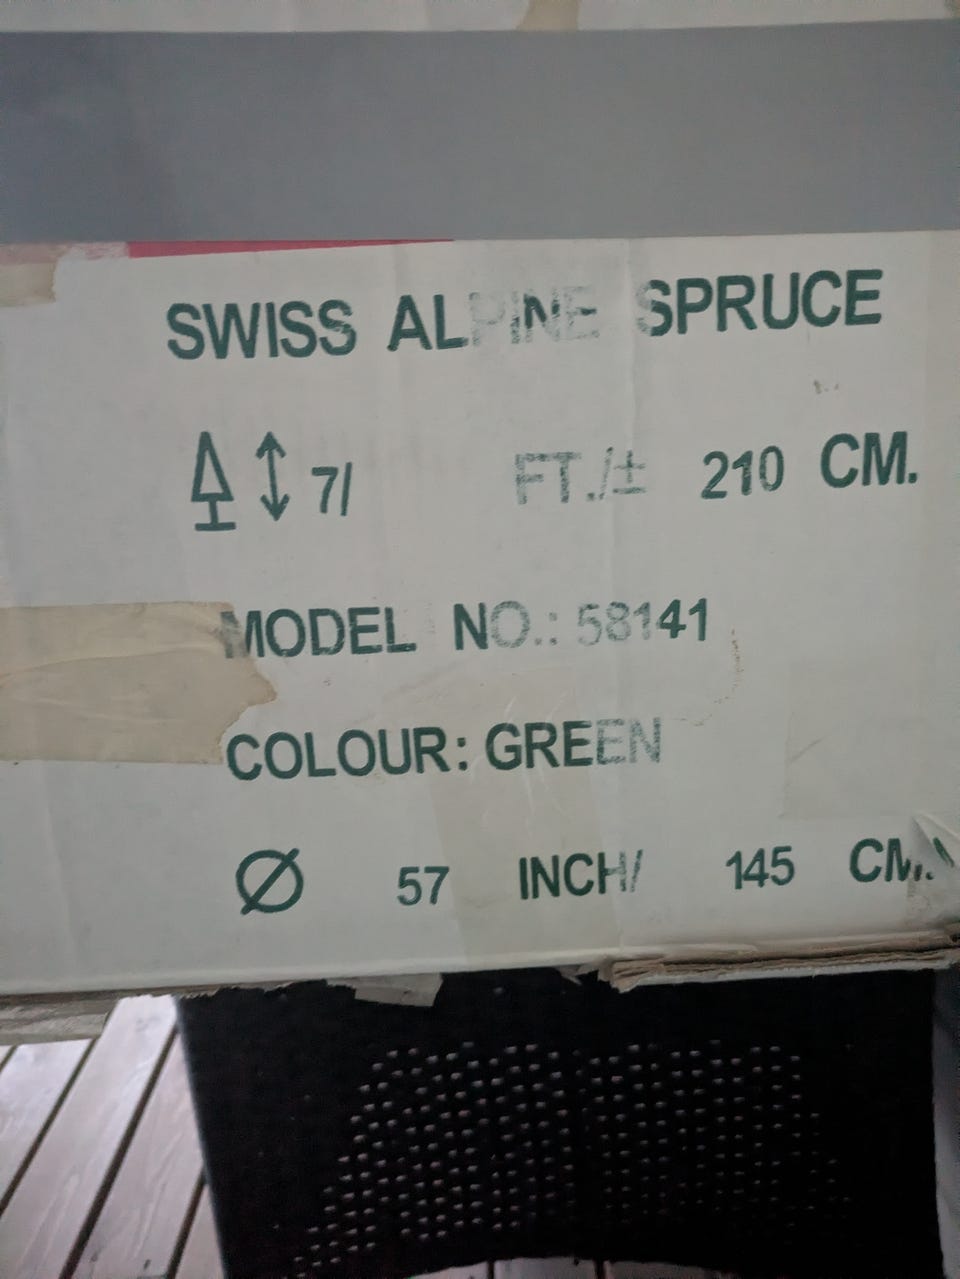 SWISS ALPINE SPRUCE
7/ FT./± 210 CM.
MODEL NO.: 58141
COLOUR: GREEN
Ø 57 INCH/ 145 CM.